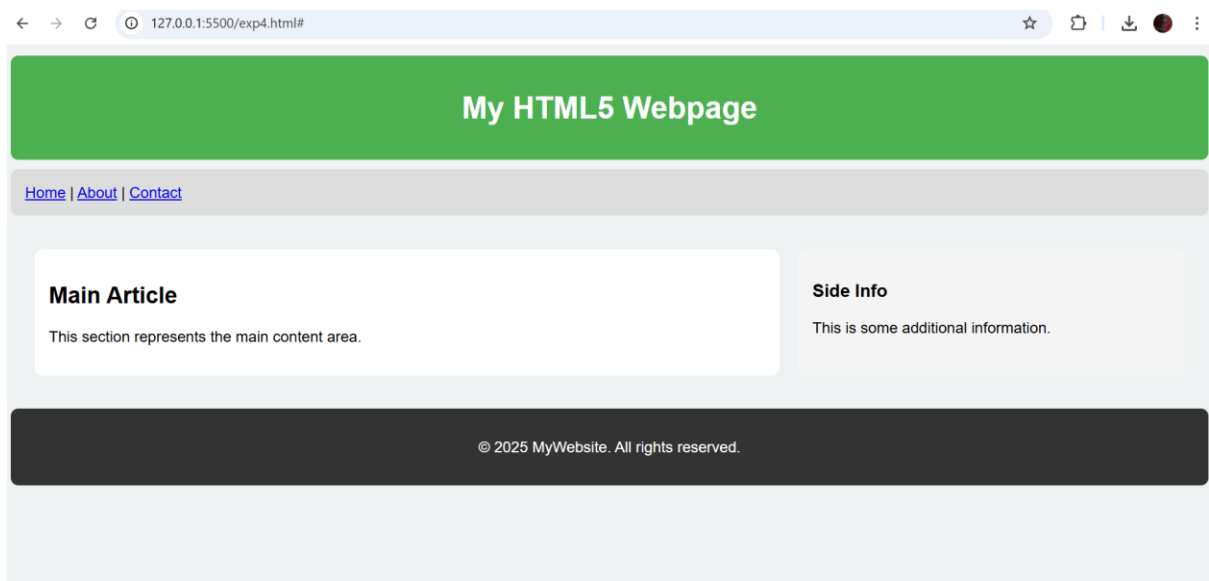 127.0.0.1:5500/exp4.html#
My HTML5 Webpage
Home | About | Contact
Main Article
This section represents the main content area.
Side Info
This is some additional information.
© 2025 MyWebsite. All rights reserved.